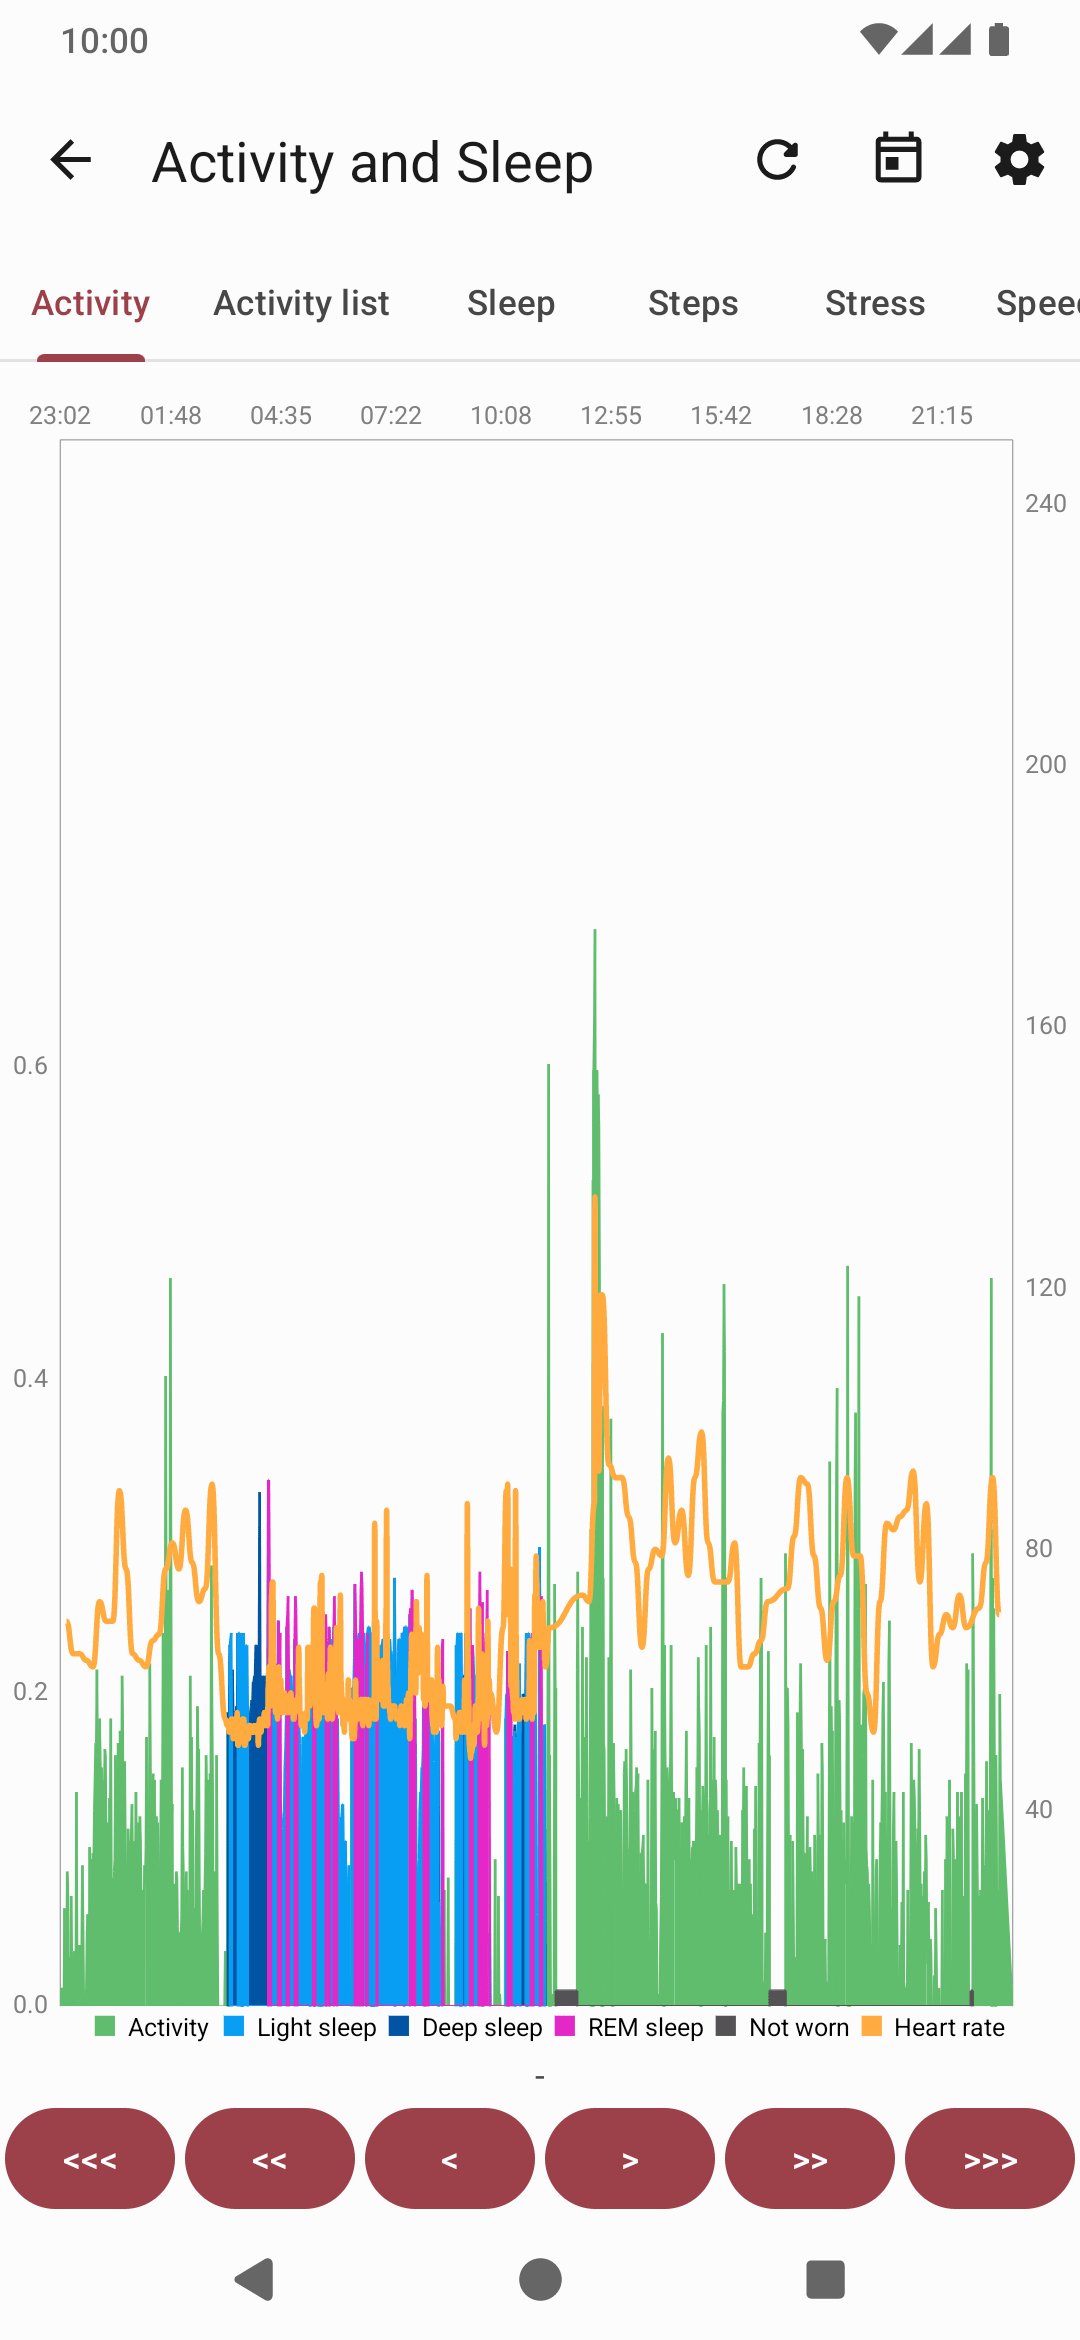 10:00
Activity and Sleep
Activity Activity list Sleep Steps Stress Spee
23:02 01:48 04:35 07:22 10:08 12:55 15:42 18:28 21:15
240
200
160
0.6
120
0.4
80
0.2
40
0.0
Activity Light sleep Deep sleep REM sleep Not worn Heart rate
-
<<< << < > >> >>>